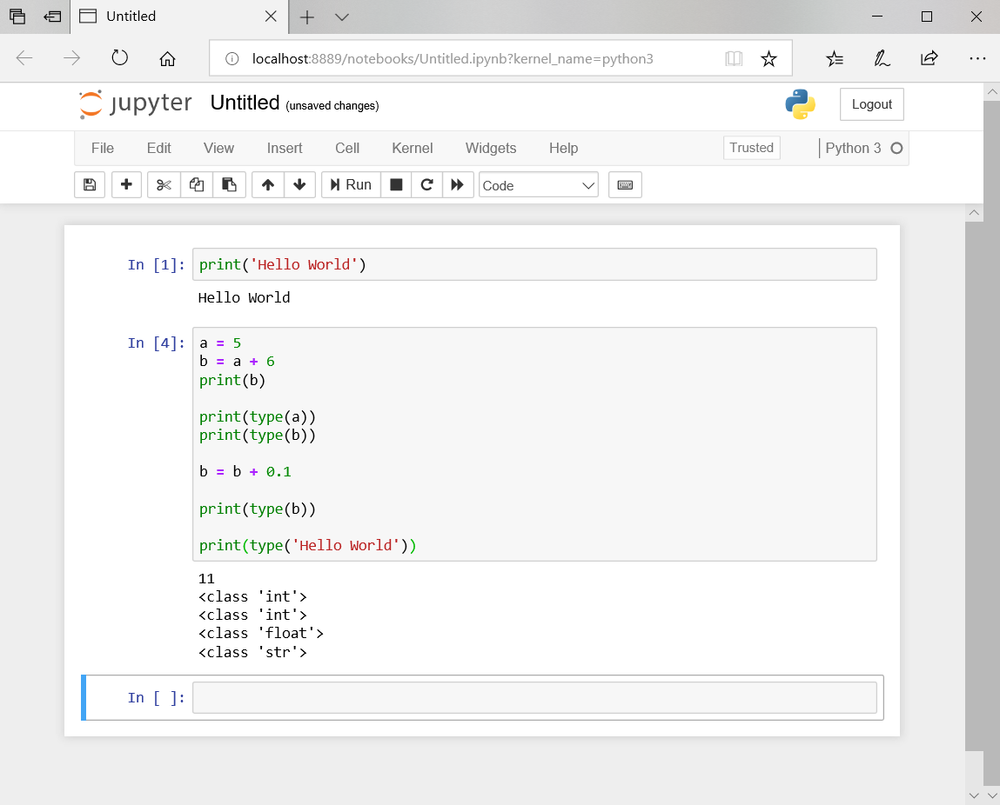 Untitled
localhost:8889/notebooks/Untitled.ipynb?kernel_name=python3
jupyter Untitled (unsaved changes) Logout
File Edit View Insert Cell Kernel Widgets Help Trusted Python 3
Run Code
In [1]: print('Hello World')
Hello World
In [4]: a = 5
b = a + 6
print(b)
print(type(a))
print(type(b))
b = b + 0.1
print(type(b))
print(type('Hello World'))
11
<class 'int'>
<class 'int'>
<class 'float'>
<class 'str'>
In [ ]: